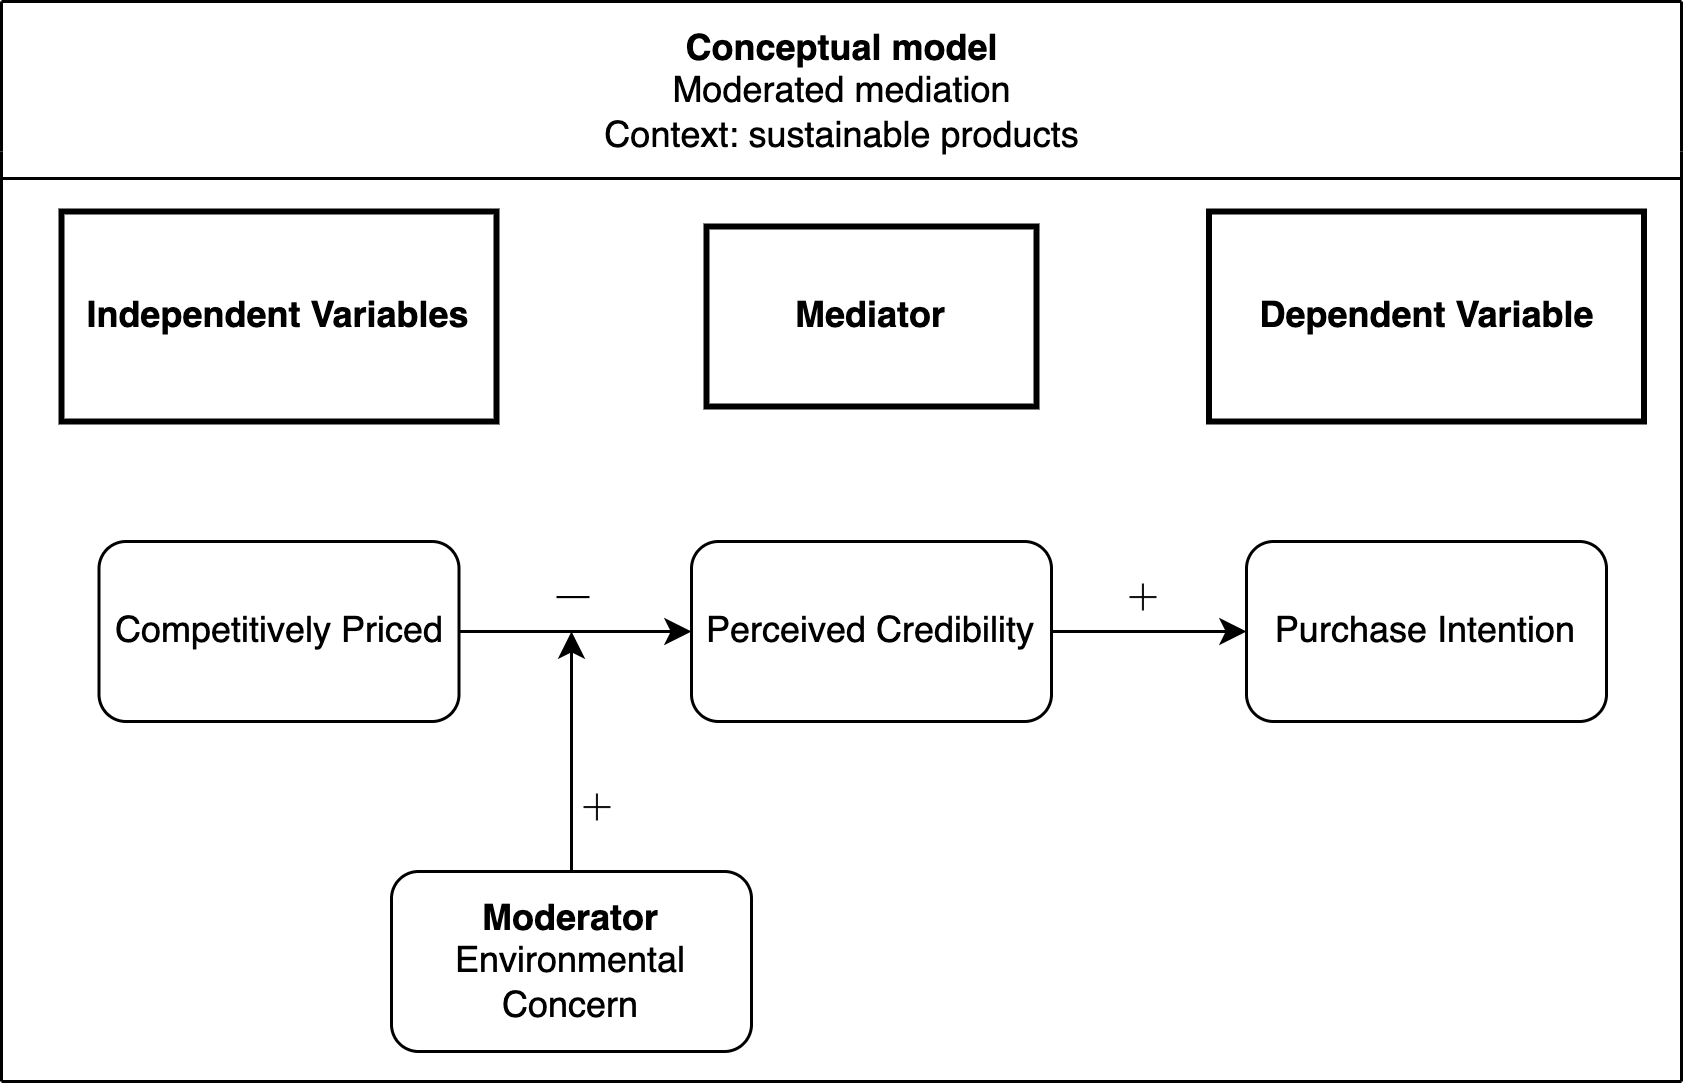 Conceptual model
Moderated mediation
Context: sustainable products
Independent Variables
Mediator
Dependent Variable
Competitively Priced
—
Perceived Credibility
+
Purchase Intention
+
Moderator
Environmental
Concern